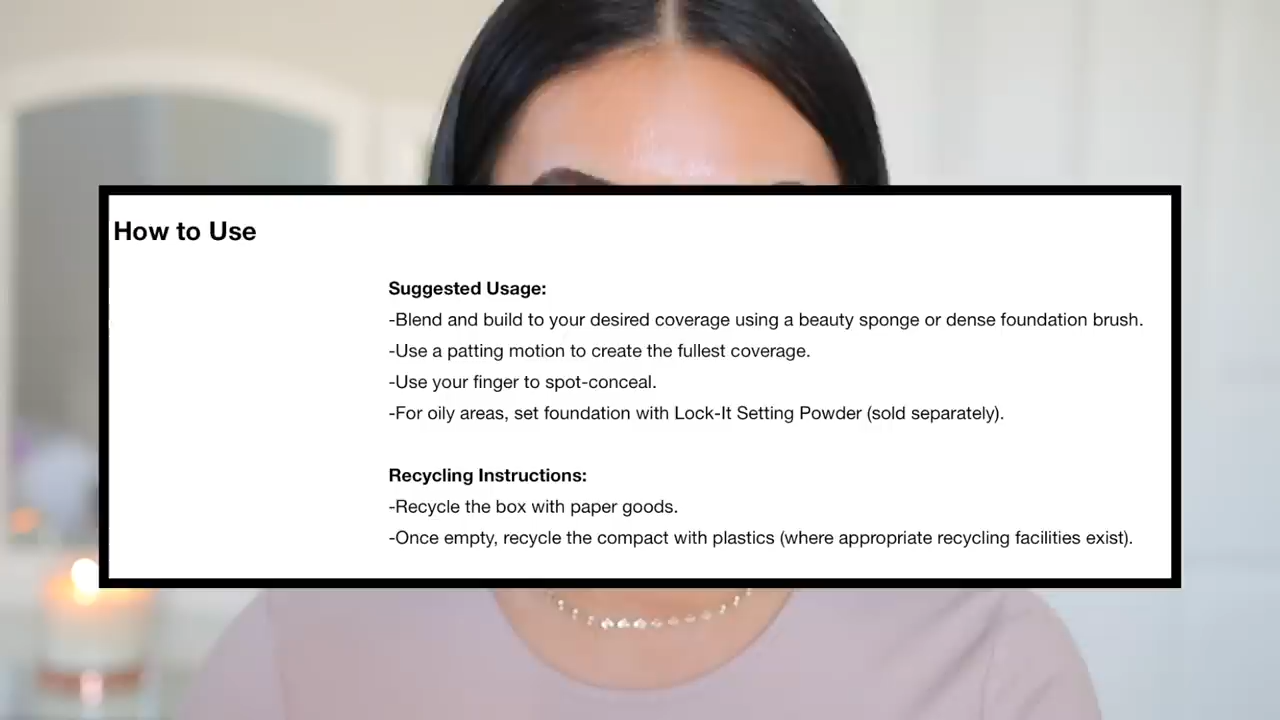 How to Use
Suggested Usage:
-Blend and build to your desired coverage using a beauty sponge or dense foundation brush.
-Use a patting motion to create the fullest coverage.
-Use your finger to spot-conceal.
-For oily areas, set foundation with Lock-It Setting Powder (sold separately).
Recycling Instructions:
-Recycle the box with paper goods.
-Once empty, recycle the compact with plastics (where appropriate recycling facilities exist).